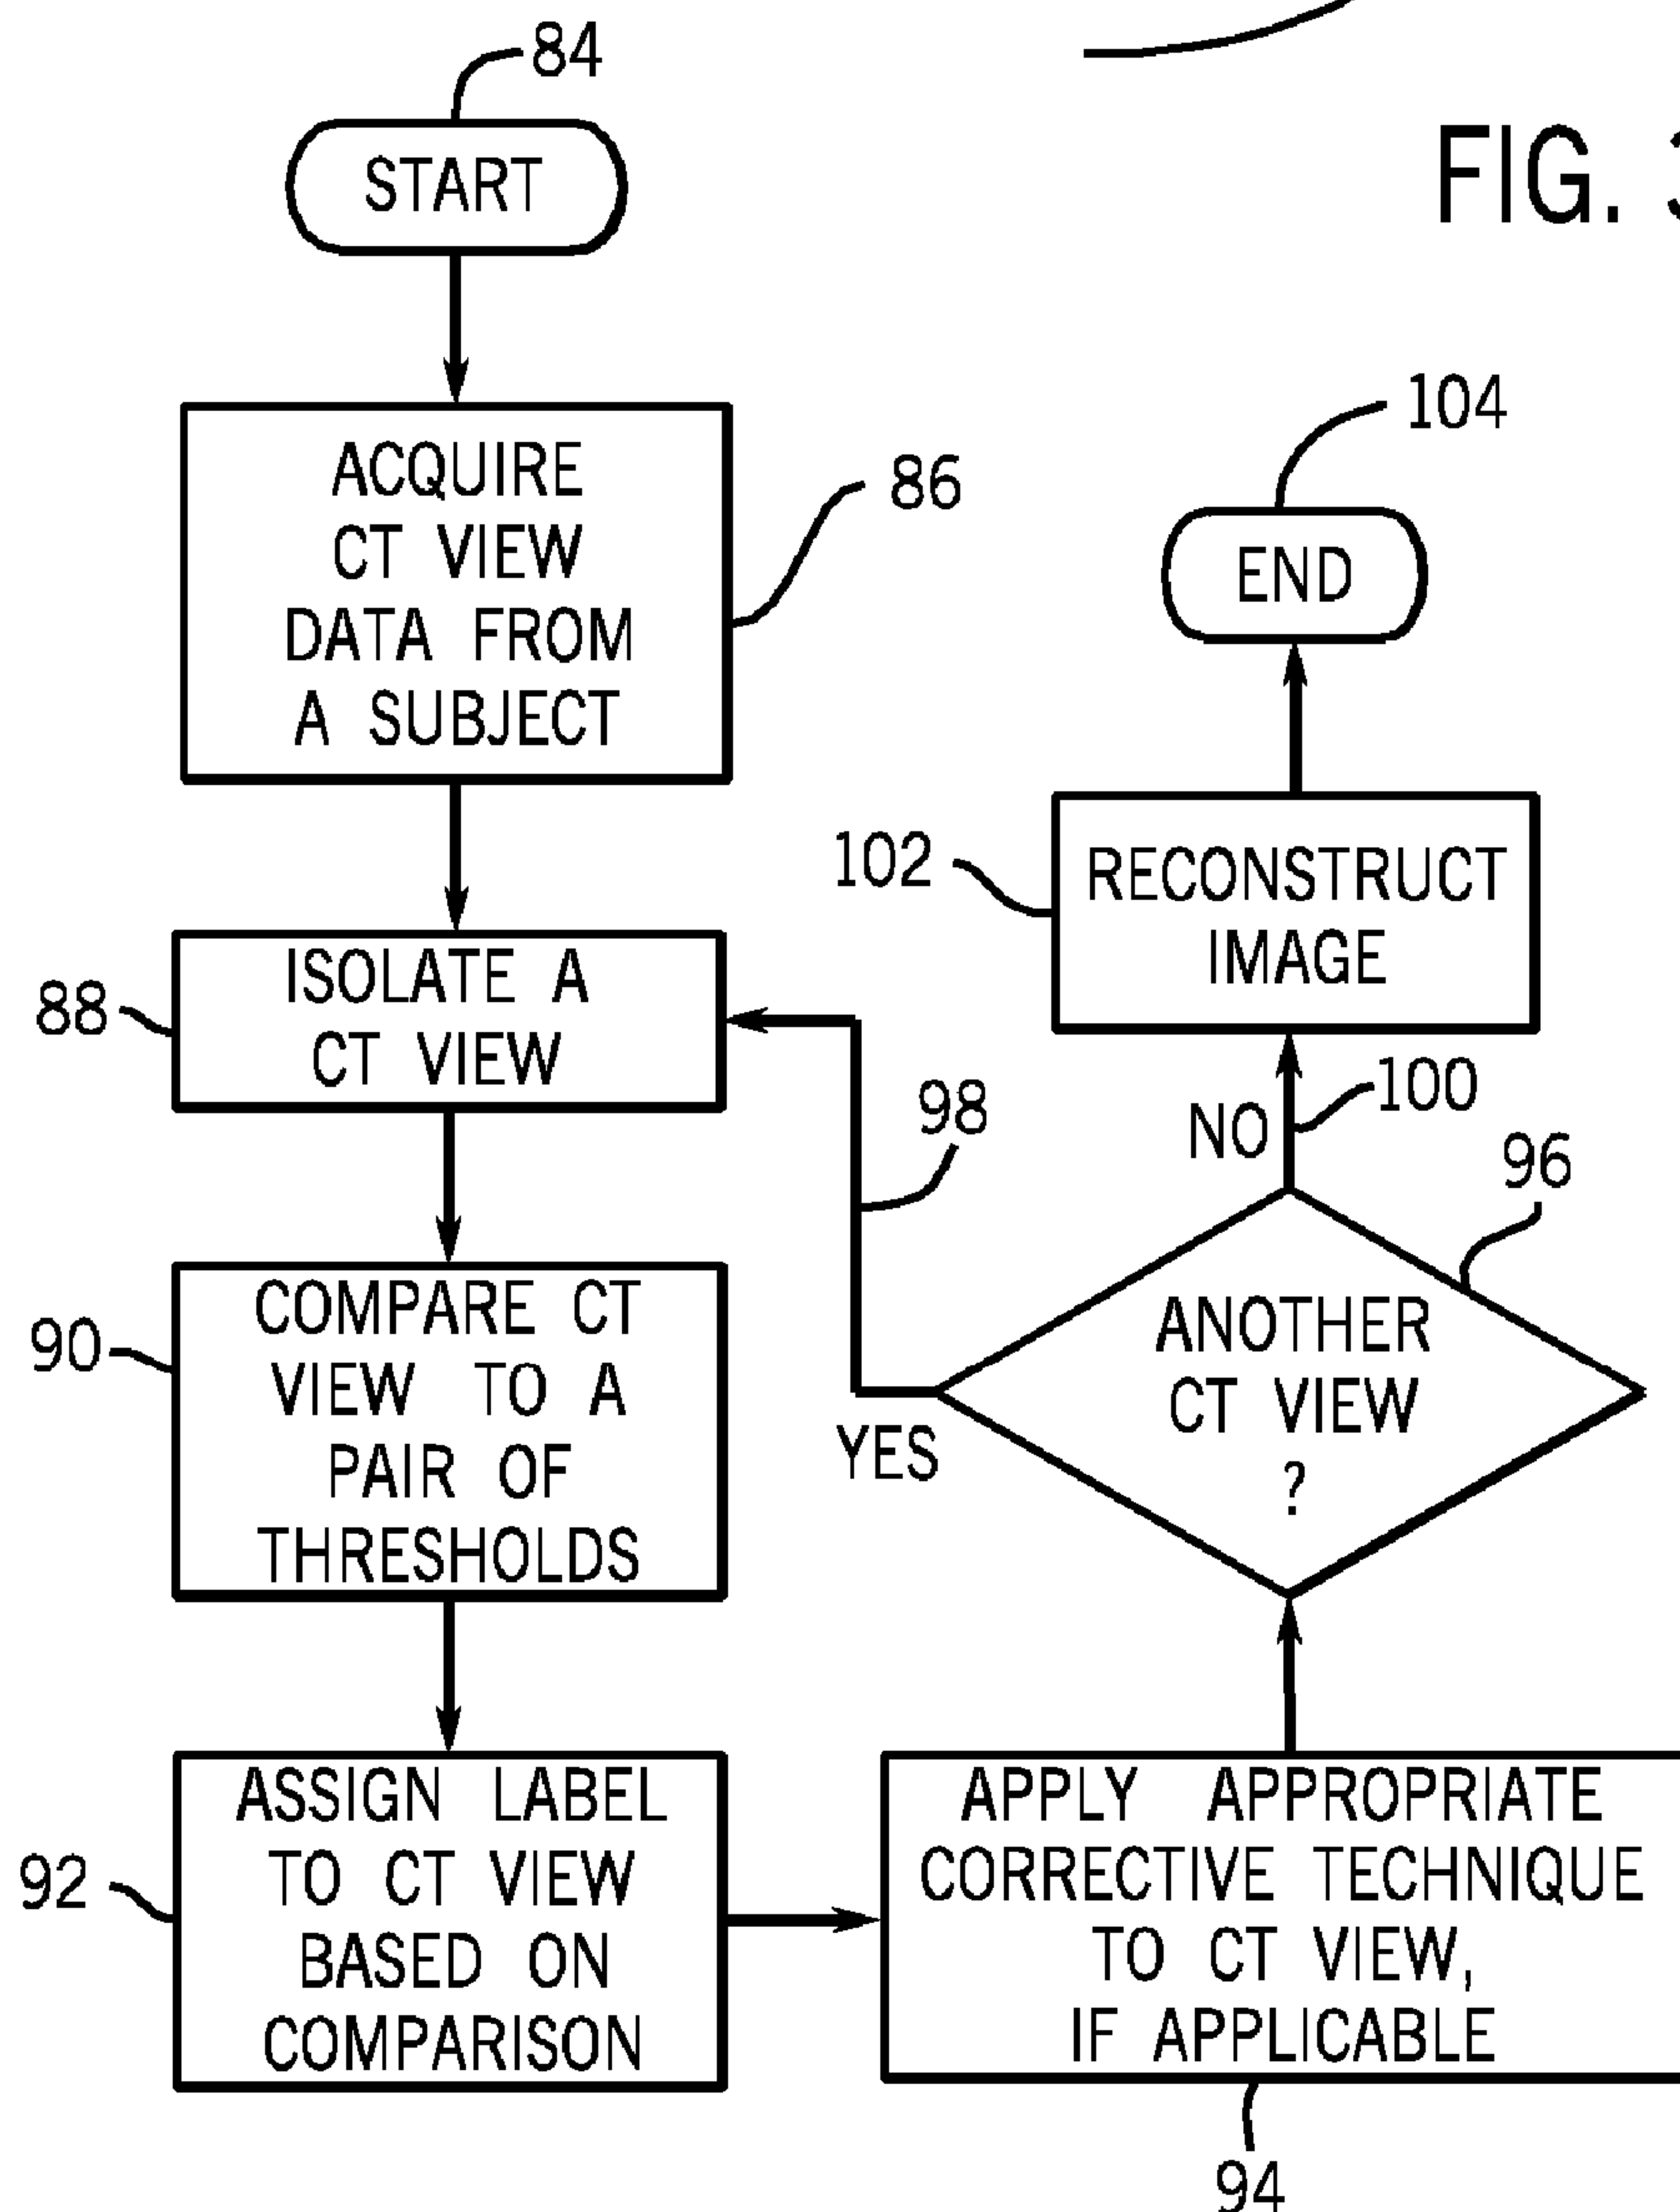 84
START
FIG. 3
ACQUIRE
CT VIEW
DATA FROM
A SUBJECT
86
ISOLATE A
CT VIEW
88
COMPARE CT
VIEW TO A
PAIR OF
THRESHOLDS
90
ASSIGN LABEL
TO CT VIEW
BASED ON
COMPARISON
92
APPLY APPROPRIATE
CORRECTIVE TECHNIQUE
TO CT VIEW,
IF APPLICABLE
94
ANOTHER
CT VIEW
?
96
YES
98
NO
100
RECONSTRUCT
IMAGE
102
END
104